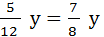 5/12 y = 7/8 y